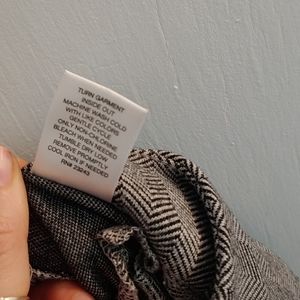 TURN GARMENT
INSIDE OUT
MACHINE WASH COLD
WITH LIKE COLORS
GENTLE CYCLE
ONLY NON-CHLORINE
BLEACH WHEN NEEDED
TUMBLE DRY LOW
REMOVE PROMPTLY
COOL IRON IF NEEDED
RN# 23243